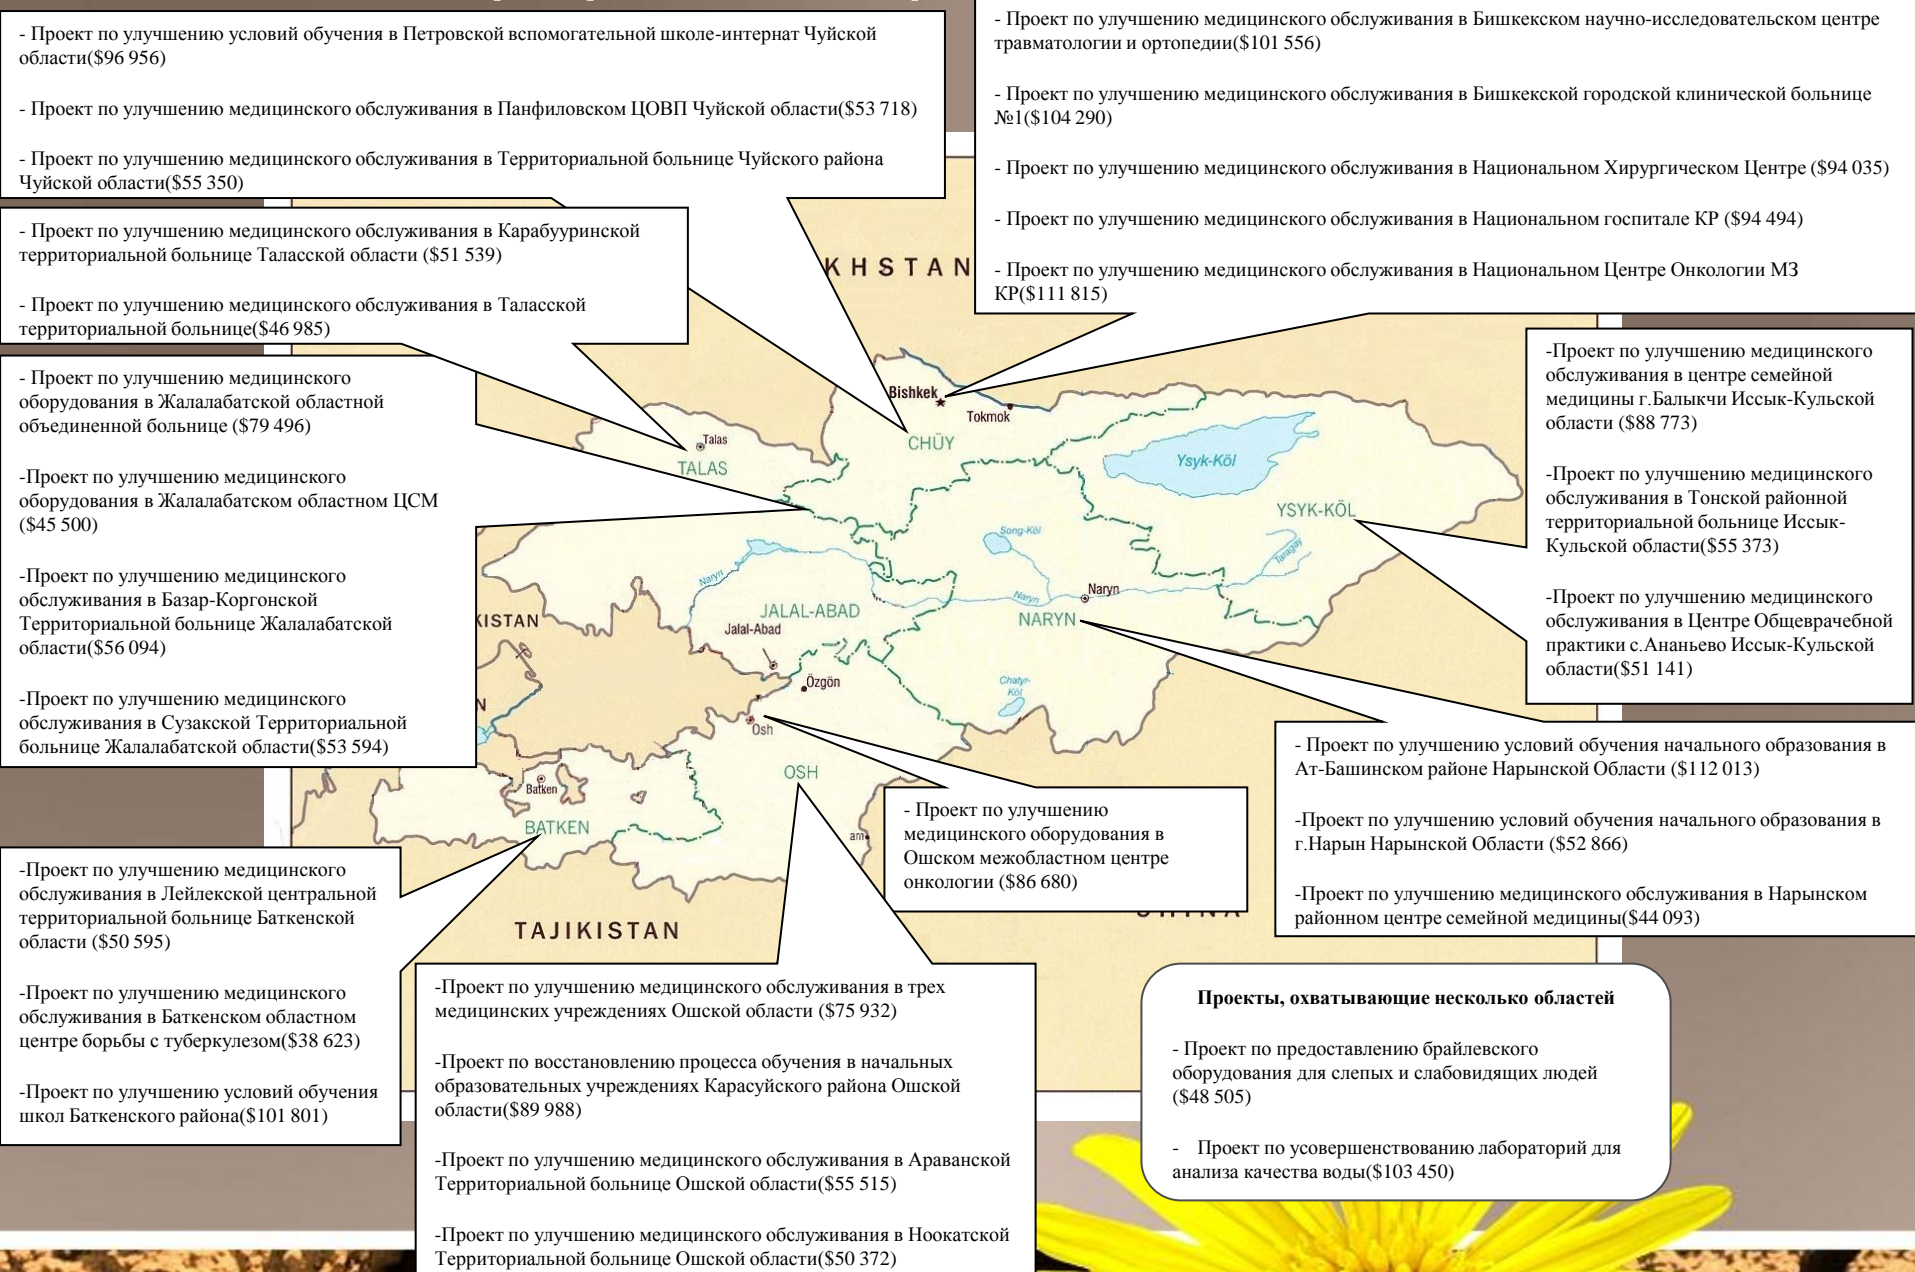 - Проект по улучшению условий обучения в Петровской вспомогательной школе-интернат Чуйской
области($96 956)
- Проект по улучшению медицинского обслуживания в Панфиловском ЦОВП Чуйской области($53 718)
- Проект по улучшению медицинского обслуживания в Территориальной больнице Чуйского района
Чуйской области($55 350)
- Проект по улучшению медицинского обслуживания в Бишкекском научно-исследовательском центре
травматологии и ортопедии($101 556)
- Проект по улучшению медицинского обслуживания в Бишкекской городской клинической больнице
№1($104 290)
- Проект по улучшению медицинского обслуживания в Национальном Хирургическом Центре ($94 035)
- Проект по улучшению медицинского обслуживания в Национальном госпитале КР ($94 494)
- Проект по улучшению медицинского обслуживания в Национальном Центре Онкологии МЗ
КР($111 815)
- Проект по улучшению медицинского обслуживания в Карабууринской
территориальной больнице Таласской области ($51 539)
- Проект по улучшению медицинского обслуживания в Таласской
территориальной больнице($46 985)
- Проект по улучшению медицинского
оборудования в Жалалабатской областной
объединенной больнице ($79 496)
-Проект по улучшению медицинского
оборудования в Жалалабатском областном ЦСМ
($45 500)
-Проект по улучшению медицинского
обслуживания в Базар-Коргонской
Территориальной больнице Жалалабатской
области($56 094)
-Проект по улучшению медицинского
обслуживания в Сузакской Территориальной
больнице Жалалабатской области($53 594)
-Проект по улучшению медицинского
обслуживания в центре семейной
медицины г.Балыкчи Иссык-Кульской
области ($88 773)
-Проект по улучшению медицинского
обслуживания в Тонской районной
территориальной больнице Иссык-
Кульской области($55 373)
-Проект по улучшению медицинского
обслуживания в Центре Общеврачебной
практики с.Ананьево Иссык-Кульской
области($51 141)
KHSTAN
Bishkek
Tokmok
CHÜY
Talas
TALAS
Ysyk-Köl
YSYK-KÖL
Song-Köl
Taragay
Naryn
Naryn
Naryn
NARYN
JALAL-ABAD
Jalal-Abad
KISTAN
N
Özgön
Chatyr-
Köl
Osh
OSH
Batken
BATKEN
am
TAJIKISTAN
CHINA
- Проект по улучшению условий обучения начального образования в
Ат-Башинском районе Нарынской Области ($112 013)
-Проект по улучшению условий обучения начального образования в
г.Нарын Нарынской Области ($52 866)
-Проект по улучшению медицинского обслуживания в Нарынском
районном центре семейной медицины($44 093)
- Проект по улучшению
медицинского оборудования в
Ошском межобластном центре
онкологии ($86 680)
-Проект по улучшению медицинского
обслуживания в Лейлекской центральной
территориальной больнице Баткенской
области ($50 595)
-Проект по улучшению медицинского
обслуживания в Баткенском областном
центре борьбы с туберкулезом($38 623)
-Проект по улучшению условий обучения
школ Баткенского района($101 801)
-Проект по улучшению медицинского обслуживания в трех
медицинских учреждениях Ошской области ($75 932)
-Проект по восстановлению процесса обучения в начальных
образовательных учреждениях Карасуйского района Ошской
области($89 988)
-Проект по улучшению медицинского обслуживания в Араванской
Территориальной больнице Ошской области($55 515)
-Проект по улучшению медицинского обслуживания в Ноокатской
Территориальной больнице Ошской области($50 372)
Проекты, охватывающие несколько областей
- Проект по предоставлению брайлевского
оборудования для слепых и слабовидящих людей
($48 505)
- Проект по усовершенствованию лабораторий для
анализа качества воды($103 450)